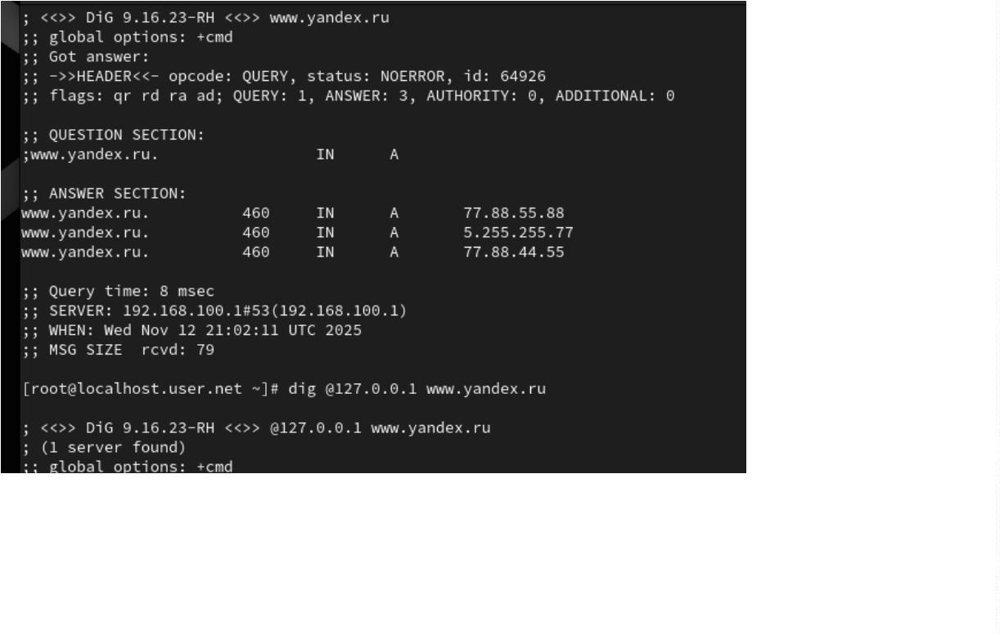 ; <<>> DiG 9.16.23-RH <<>> www.yandex.ru
;; global options: +cmd
;; Got answer:
;; ->>HEADER<<- opcode: QUERY, status: NOERROR, id: 64926
;; flags: qr rd ra ad; QUERY: 1, ANSWER: 3, AUTHORITY: 0, ADDITIONAL: 0
;; QUESTION SECTION:
;www.yandex.ru. IN A
;; ANSWER SECTION:
www.yandex.ru. 460 IN A 77.88.55.88
www.yandex.ru. 460 IN A 5.255.255.77
www.yandex.ru. 460 IN A 77.88.44.55
;; Query time: 8 msec
;; SERVER: 192.168.100.1#53(192.168.100.1)
;; WHEN: Wed Nov 12 21:02:11 UTC 2025
;; MSG SIZE rcvd: 79
[root@localhost.user.net ~]# dig @127.0.0.1 www.yandex.ru
; <<>> DiG 9.16.23-RH <<>> @127.0.0.1 www.yandex.ru
; (1 server found)
;; global options: +cmd